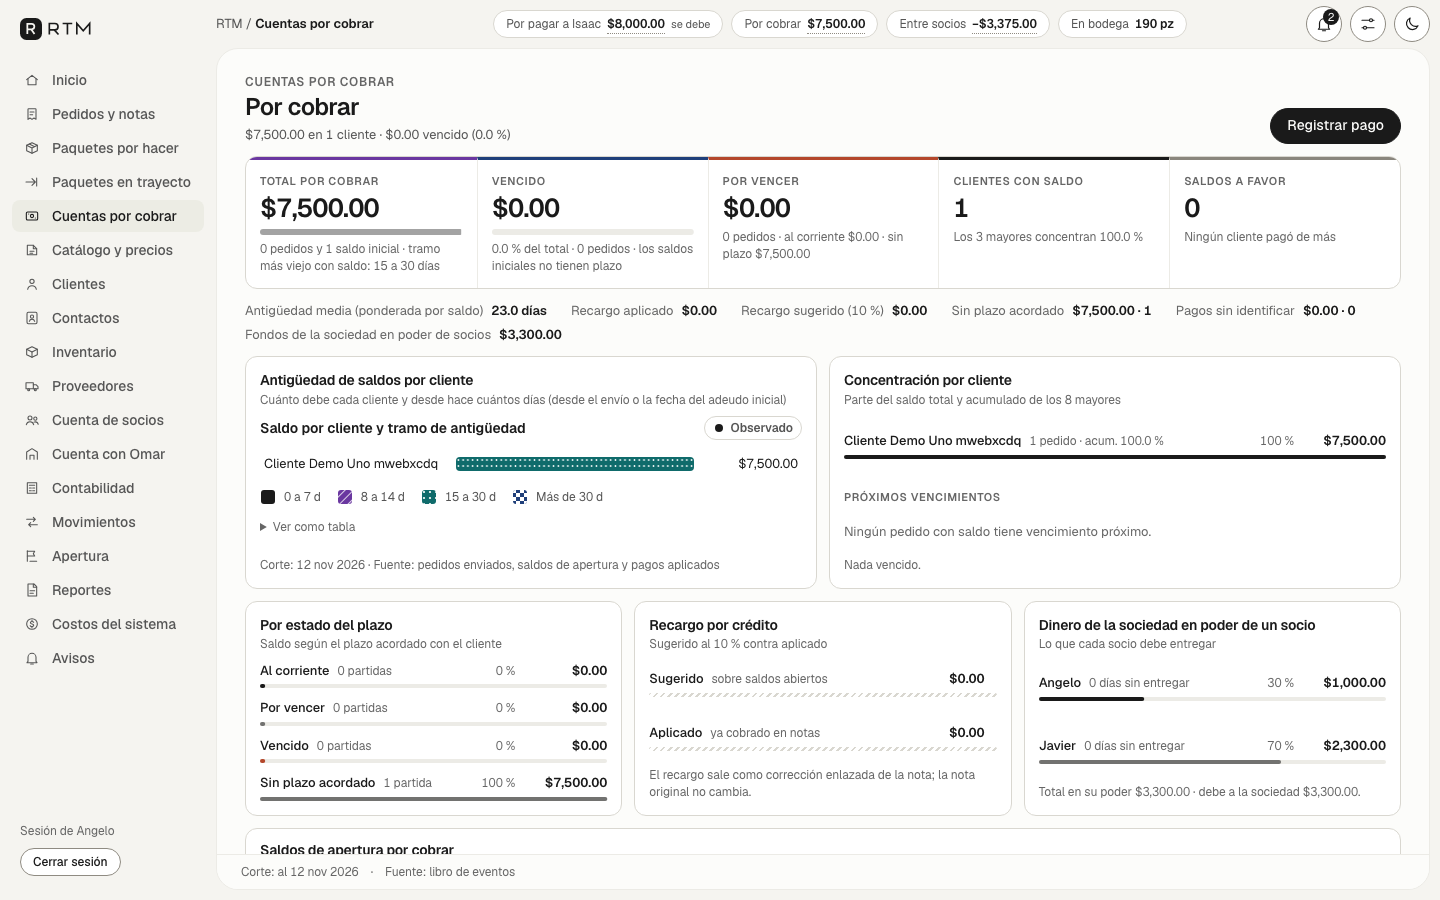 R RTM
RTM / Cuentas por cobrar
Por pagar a Isaac $8,000.00 se debe
Por cobrar $7,500.00
Entre socios −$3,375.00
En bodega 190 pz
2
Inicio
Pedidos y notas
Paquetes por hacer
Paquetes en trayecto
Cuentas por cobrar
Catálogo y precios
Clientes
Contactos
Inventario
Proveedores
Cuenta de socios
Cuenta con Omar
Contabilidad
Movimientos
Apertura
Reportes
Costos del sistema
Avisos
Sesión de Angelo
Cerrar sesión
CUENTAS POR COBRAR
Por cobrar
$7,500.00 en 1 cliente · $0.00 vencido (0.0 %)
Registrar pago
TOTAL POR COBRAR
$7,500.00
0 pedidos y 1 saldo inicial · tramo
más viejo con saldo: 15 a 30 días
VENCIDO
$0.00
0.0 % del total · 0 pedidos · los saldos
iniciales no tienen plazo
POR VENCER
$0.00
0 pedidos · al corriente $0.00 · sin
plazo $7,500.00
CLIENTES CON SALDO
1
Los 3 mayores concentran 100.0 %
SALDOS A FAVOR
0
Ningún cliente pagó de más
Antigüedad media (ponderada por saldo) 23.0 días
Recargo aplicado $0.00
Recargo sugerido (10 %) $0.00
Sin plazo acordado $7,500.00 · 1
Pagos sin identificar $0.00 · 0
Fondos de la sociedad en poder de socios $3,300.00
Antigüedad de saldos por cliente
Cuánto debe cada cliente y desde hace cuántos días (desde el envío o la fecha del adeudo inicial)
Saldo por cliente y tramo de antigüedad
Observado
Cliente Demo Uno mwebxcdq $7,500.00
0 a 7 d
8 a 14 d
15 a 30 d
Más de 30 d
Ver como tabla
Corte: 12 nov 2026 · Fuente: pedidos enviados, saldos de apertura y pagos aplicados
Concentración por cliente
Parte del saldo total y acumulado de los 8 mayores
Cliente Demo Uno mwebxcdq 1 pedido · acum. 100.0 % 100 % $7,500.00
PRÓXIMOS VENCIMIENTOS
Ningún pedido con saldo tiene vencimiento próximo.
Nada vencido.
Por estado del plazo
Saldo según el plazo acordado con el cliente
Al corriente 0 partidas 0 % $0.00
Por vencer 0 partidas 0 % $0.00
Vencido 0 partidas 0 % $0.00
Sin plazo acordado 1 partida 100 % $7,500.00
Recargo por crédito
Sugerido al 10 % contra aplicado
Sugerido sobre saldos abiertos $0.00
Aplicado ya cobrado en notas $0.00
El recargo sale como corrección enlazada de la nota; la nota
original no cambia.
Dinero de la sociedad en poder de un socio
Lo que cada socio debe entregar
Angelo 0 días sin entregar 30 % $1,000.00
Javier 0 días sin entregar 70 % $2,300.00
Total en su poder $3,300.00 · debe a la sociedad $3,300.00.
Saldos de apertura por cobrar
Corte: al 12 nov 2026 · Fuente: libro de eventos